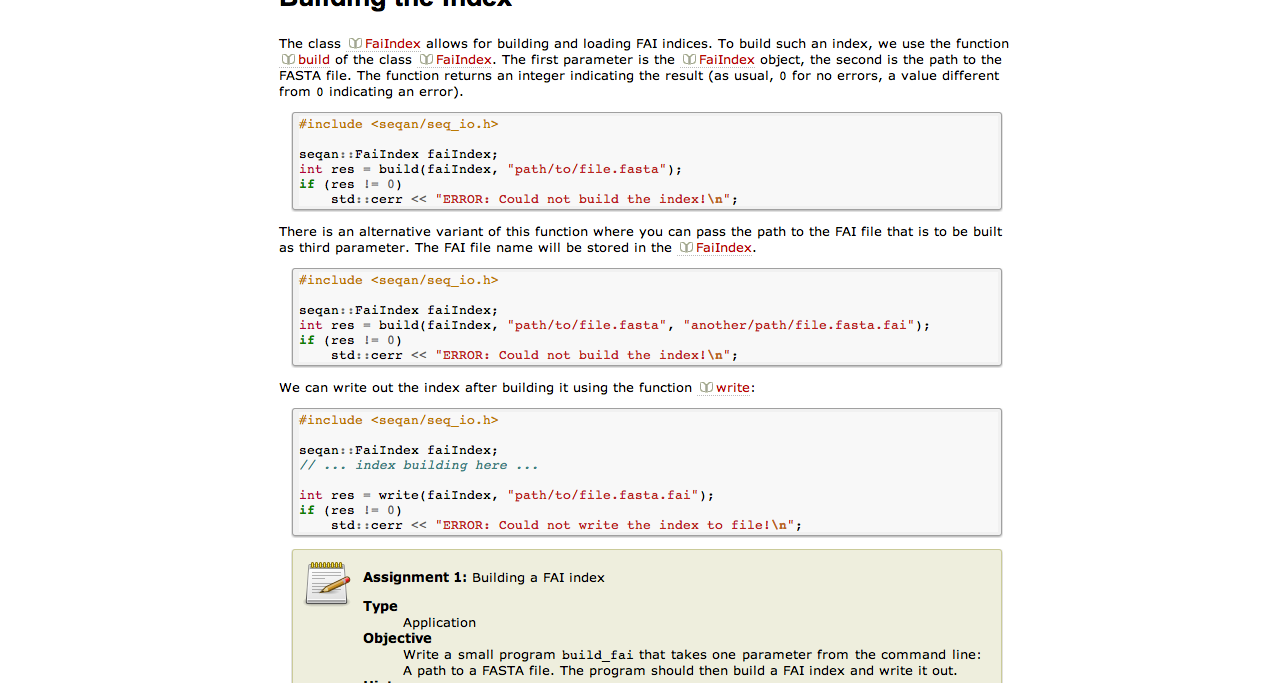 Building the Index
The class FaiIndex allows for building and loading FAI indices. To build such an index, we use the function
build of the class FaiIndex. The first parameter is the FaiIndex object, the second is the path to the
FASTA file. The function returns an integer indicating the result (as usual, 0 for no errors, a value different
from 0 indicating an error).
#include <seqan/seq_io.h>
seqan::FaiIndex faiIndex;
int res = build(faiIndex, "path/to/file.fasta");
if (res != 0)
    std::cerr << "ERROR: Could not build the index!\n";
There is an alternative variant of this function where you can pass the path to the FAI file that is to be built
as third parameter. The FAI file name will be stored in the FaiIndex.
#include <seqan/seq_io.h>
seqan::FaiIndex faiIndex;
int res = build(faiIndex, "path/to/file.fasta", "another/path/file.fasta.fai");
if (res != 0)
    std::cerr << "ERROR: Could not build the index!\n";
We can write out the index after building it using the function write:
#include <seqan/seq_io.h>
seqan::FaiIndex faiIndex;
// ... index building here ...
int res = write(faiIndex, "path/to/file.fasta.fai");
if (res != 0)
    std::cerr << "ERROR: Could not write the index to file!\n";
Assignment 1: Building a FAI index
Type
Application
Objective
Write a small program build_fai that takes one parameter from the command line:
A path to a FASTA file. The program should then build a FAI index and write it out.